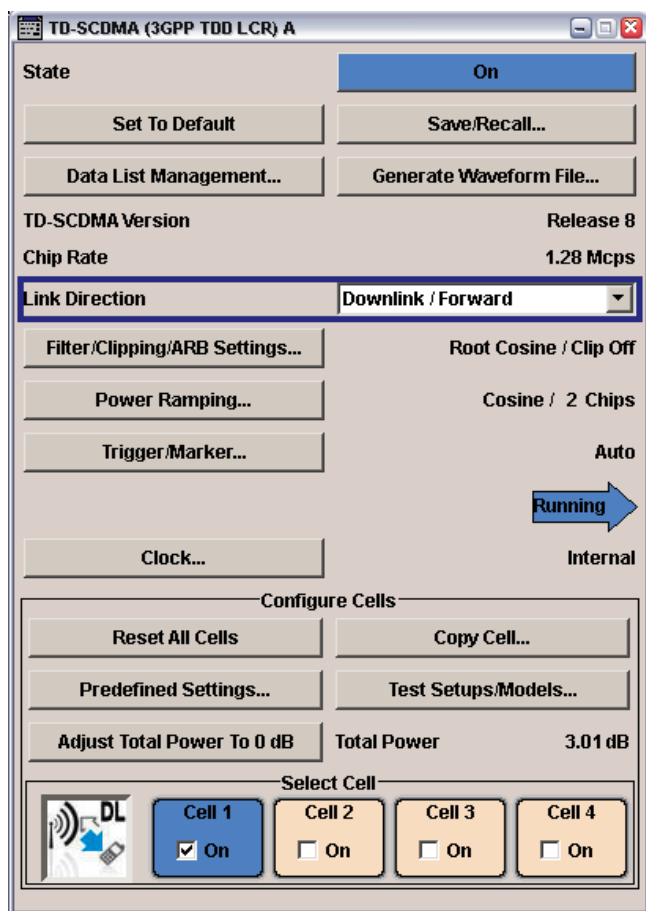 TD-SCDMA (3GPP TDD LCR) A
State On
Set To Default Save/Recall...
Data List Management... Generate Waveform File...
TD-SCDMA Version Release 8
Chip Rate 1.28 Mcps
Link Direction Downlink / Forward
Filter/Clipping/ARB Settings... Root Cosine / Clip Off
Power Ramping... Cosine / 2 Chips
Trigger/Marker... Auto
Running
Clock... Internal
Configure Cells
Reset All Cells Copy Cell...
Predefined Settings... Test Setups/Models...
Adjust Total Power To 0 dB Total Power 3.01 dB
Select Cell
DL Cell 1 Cell 2 Cell 3 Cell 4
On On On On